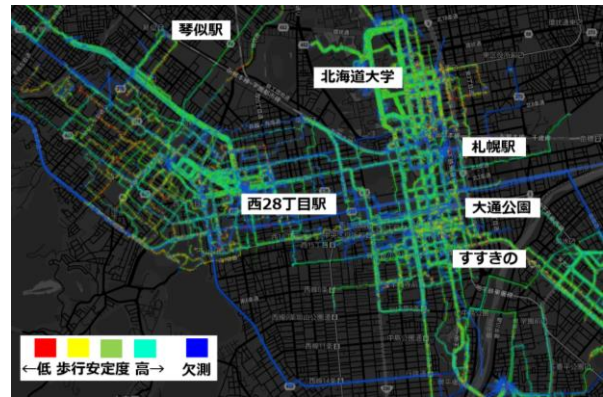 琴似駅
北海道大学
札幌駅
西28丁目駅
大通公園
すすきの
←低 歩行安定度 高→ 欠測